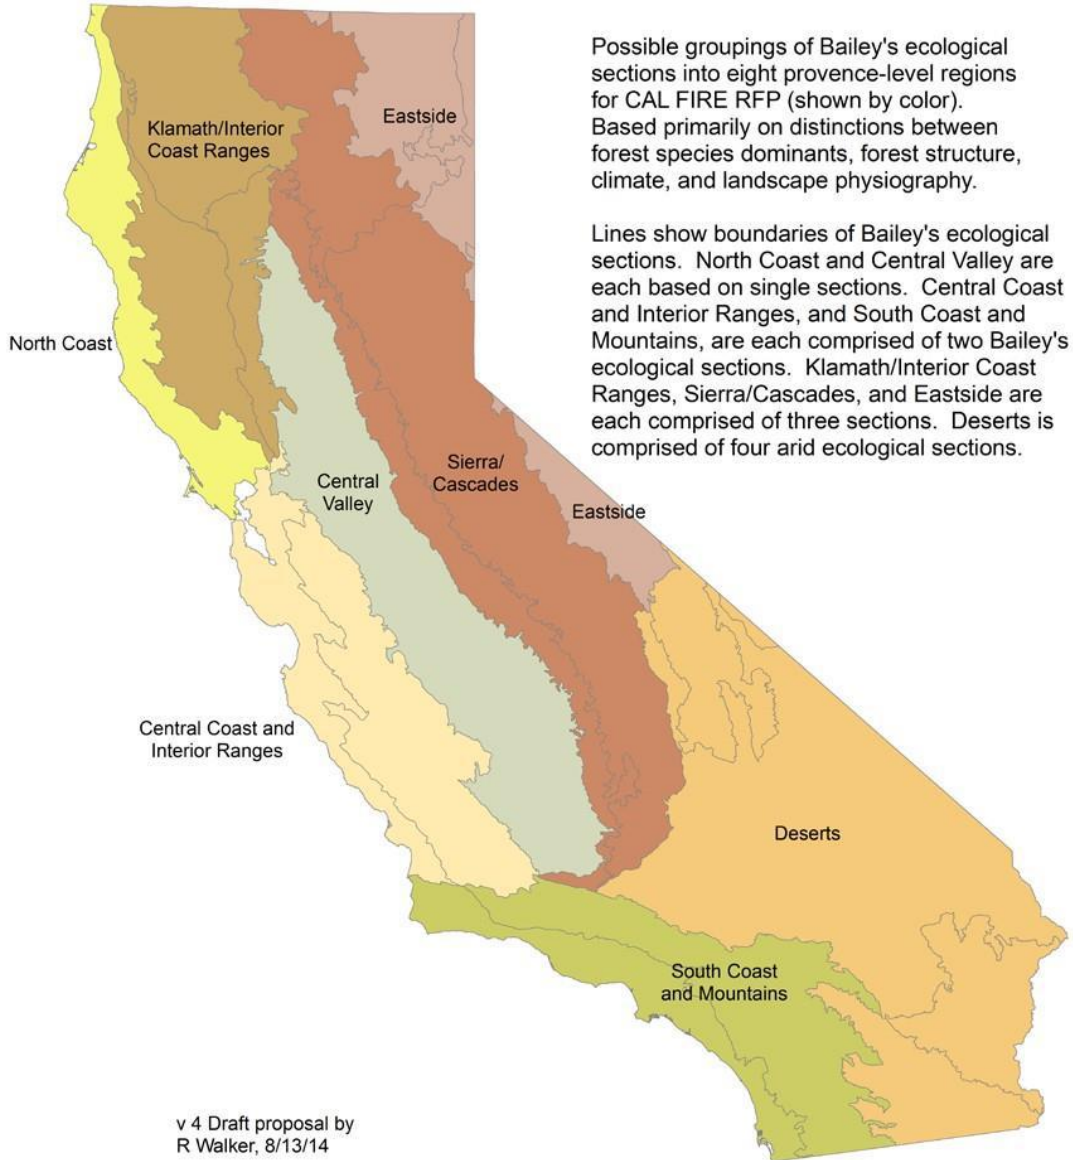 Possible groupings of Bailey's ecological
sections into eight provence-level regions
for CAL FIRE RFP (shown by color).
Based primarily on distinctions between
forest species dominants, forest structure,
climate, and landscape physiography.
Lines show boundaries of Bailey's ecological
sections.  North Coast and Central Valley are
each based on single sections.  Central Coast
and Interior Ranges, and South Coast and
Mountains, are each comprised of two Bailey's
ecological sections.  Klamath/Interior Coast
Ranges, Sierra/Cascades, and Eastside are
each comprised of three sections.  Deserts is
comprised of four arid ecological sections.
Eastside
Klamath/Interior
Coast Ranges
North Coast
Sierra/
Cascades
Central
Valley
Eastside
Central Coast and
Interior Ranges
Deserts
South Coast
and Mountains
v 4 Draft proposal by
R Walker, 8/13/14